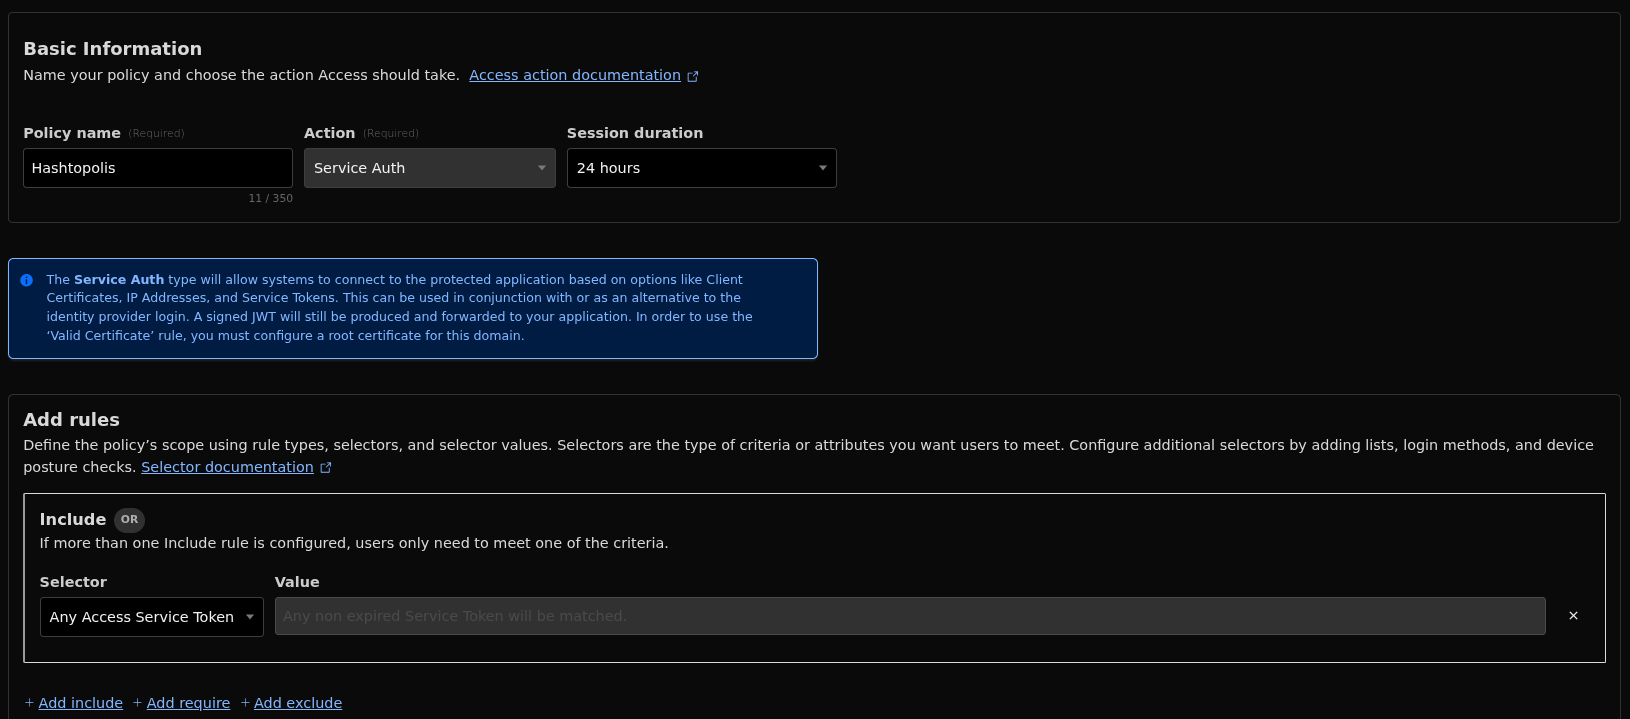 Basic Information
Name your policy and choose the action Access should take. Access action documentation
Policy name (Required) Action (Required) Session duration
Hashtopolis Service Auth 24 hours
11 / 350
The Service Auth type will allow systems to connect to the protected application based on options like Client
Certificates, IP Addresses, and Service Tokens. This can be used in conjunction with or as an alternative to the
identity provider login. A signed JWT will still be produced and forwarded to your application. In order to use the
‘Valid Certificate’ rule, you must configure a root certificate for this domain.
Add rules
Define the policy’s scope using rule types, selectors, and selector values. Selectors are the type of criteria or attributes you want users to meet. Configure additional selectors by adding lists, login methods, and device
posture checks. Selector documentation
Include OR
If more than one Include rule is configured, users only need to meet one of the criteria.
Selector Value
Any Access Service Token Any non expired Service Token will be matched.
+ Add include + Add require + Add exclude